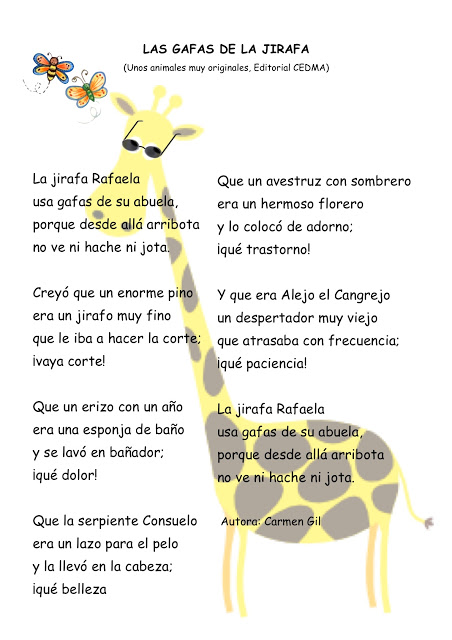 LAS GAFAS DE LA JIRAFA
(Unos animales muy originales, Editorial CEDMA)
La jirafa Rafaela
usa gafas de su abuela,
porque desde allá arribota
no ve ni hache ni jota.
Creyó que un enorme pino
era un jirafo muy fino
que le iba a hacer la corte;
¡vaya corte!
Que un erizo con un año
era una esponja de baño
y se lavó en bañador;
¡qué dolor!
Que la serpiente Consuelo
era un lazo para el pelo
y la llevó en la cabeza;
¡qué belleza
Que un avestruz con sombrero
era un hermoso florero
y lo colocó de adorno;
¡qué trastorno!
Y que era Alejo el Cangrejo
un despertador muy viejo
que atrasaba con frecuencia;
¡qué paciencia!
La jirafa Rafaela
usa gafas de su abuela,
porque desde allá arribota
no ve ni hache ni jota.
Autora: Carmen Gil